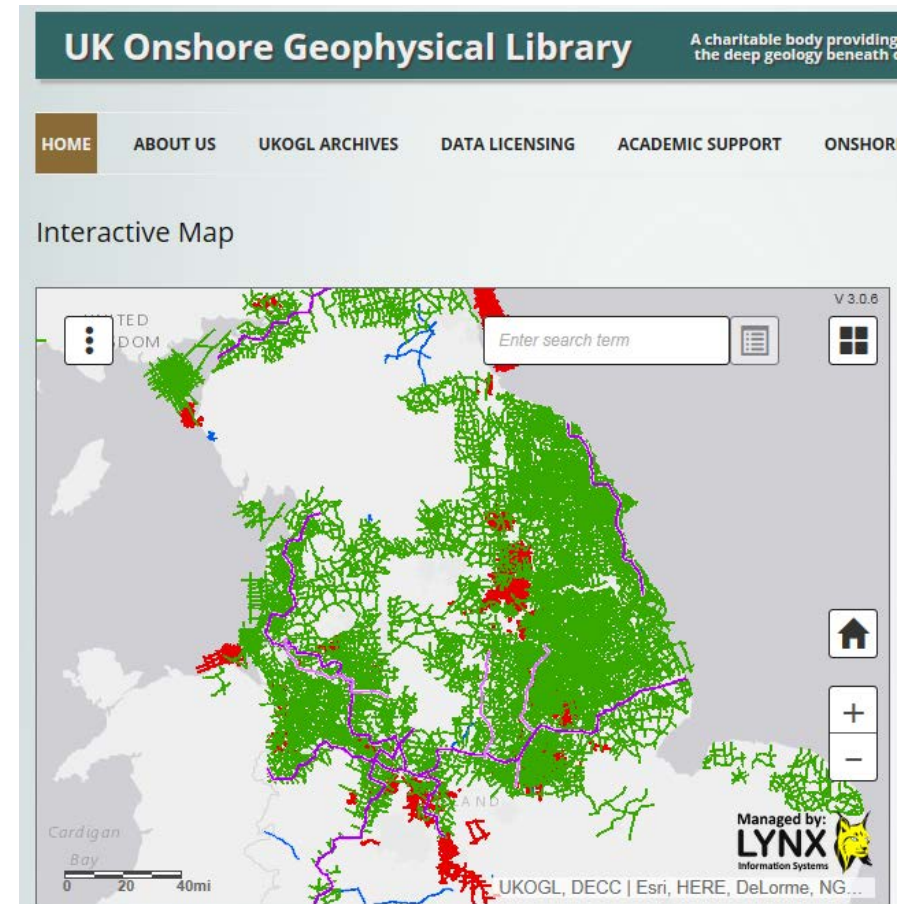 UK Onshore Geophysical Library
A charitable body providing
the deep geology beneath
HOME ABOUT US UKOGL ARCHIVES DATA LICENSING ACADEMIC SUPPORT ONSHOR
Interactive Map
V 3.0.6
Enter search term
Cardigan
Bay
0 20 40mi
Managed by:
LYNX
Information Systems
UKOGL, DECC | Esri, HERE, DeLorme, NG...